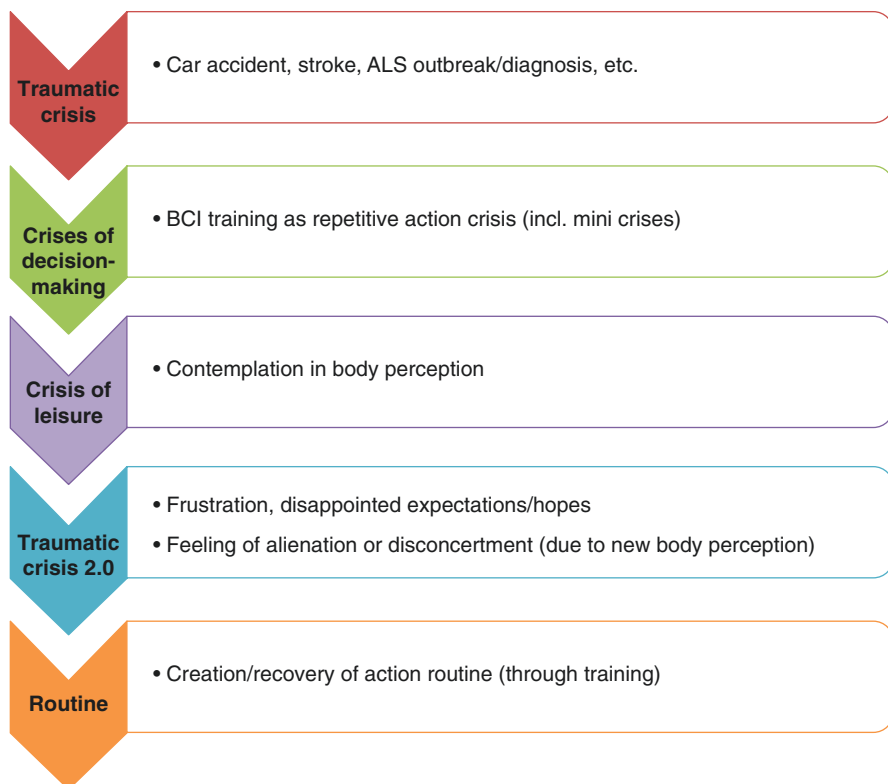 Traumatic
crisis
• Car accident, stroke, ALS outbreak/diagnosis, etc.
Crises of
decision-
making
• BCI training as repetitive action crisis (incl. mini crises)
Crisis of
leisure
• Contemplation in body perception
Traumatic
crisis 2.0
• Frustration, disappointed expectations/hopes
• Feeling of alienation or disconcertment (due to new body perception)
Routine
• Creation/recovery of action routine (through training)